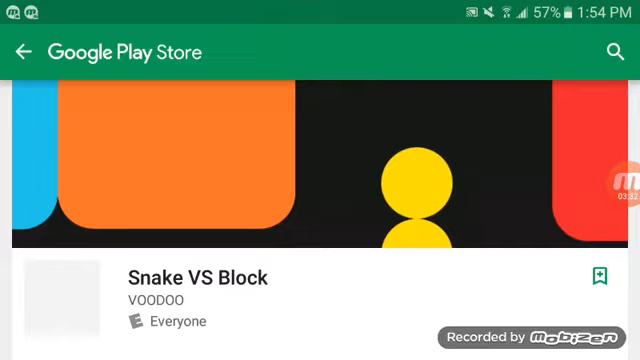 57% 1:54 PM
Google Play Store
03:32
Snake VS Block
VOODOO
E Everyone
Recorded by mobizen